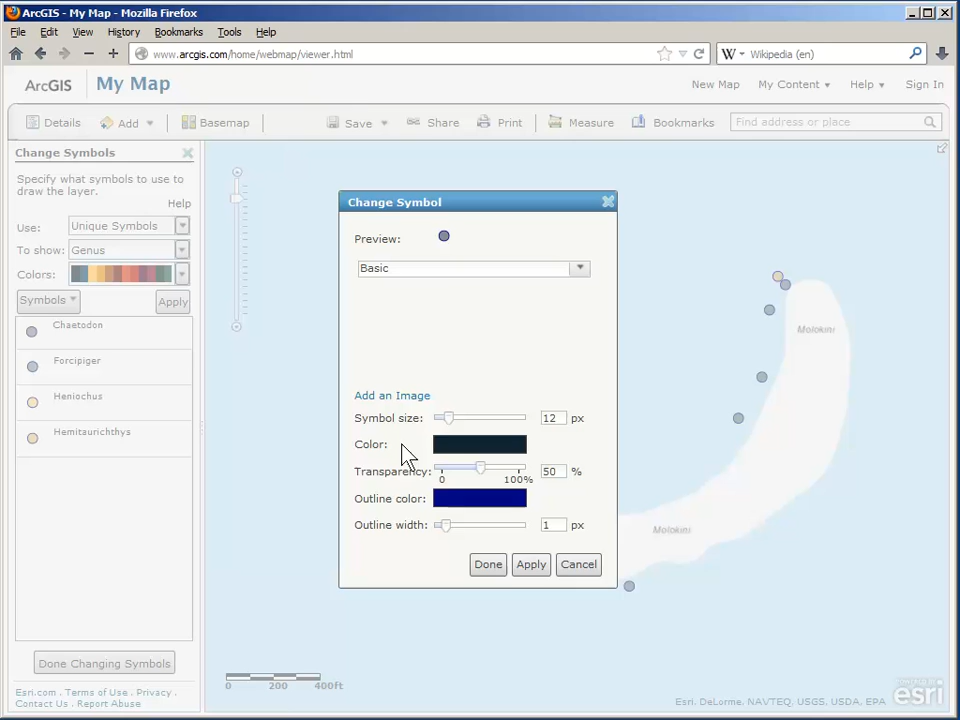 ArcGIS - My Map - Mozilla Firefox
File Edit View History Bookmarks Tools Help
www.arcgis.com/home/webmap/viewer.html
W Wikipedia (en)
ArcGIS My Map
New Map My Content Help Sign In
Details Add Basemap Save Share Print Measure Bookmarks Find address or place
Change Symbols
Specify what symbols to use to
draw the layer.
Help
Use: Unique Symbols
To show: Genus
Colors:
Symbols Apply
Chaetodon
Forcipiger
Heniochus
Hemitaurichthys
Done Changing Symbols
Esri.com . Terms of Use . Privacy .
Contact Us . Report Abuse
Change Symbol
Preview:
Basic
Add an Image
Symbol size: 12 px
Color:
Transparency: 50 %
0 100%
Outline color:
Outline width: 1 px
Done Apply Cancel
Molokini
Molokini
0 200 400ft
Esri, DeLorme, NAVTEQ, USGS, USDA, EPA
POWERED BY
esri